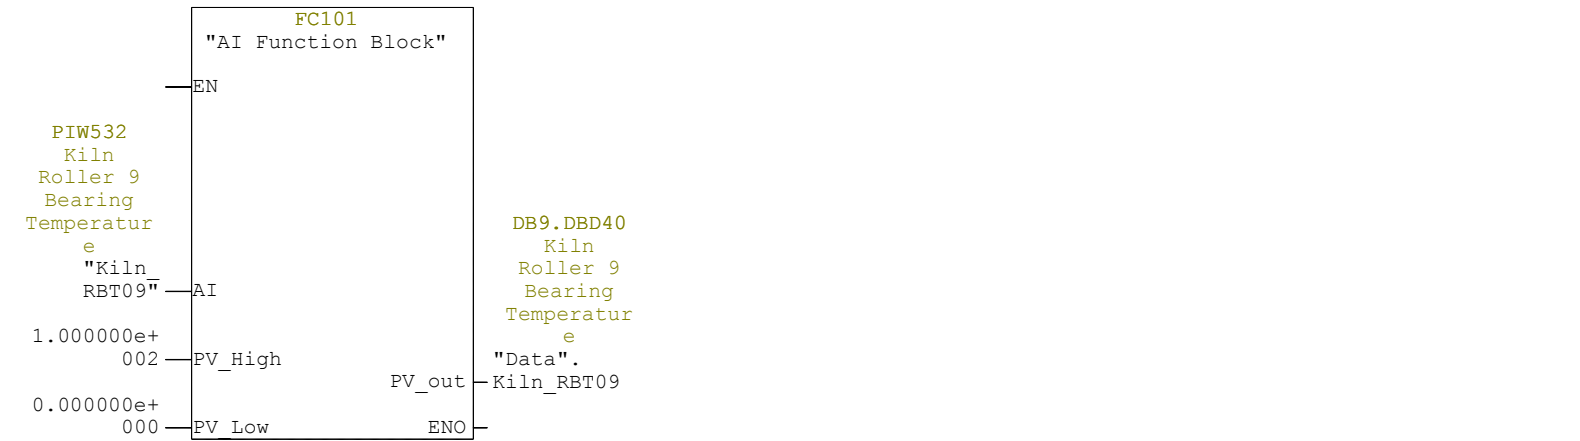 FC101
"AI Function Block"
EN
PIW532
Kiln
Roller 9
Bearing
Temperatur
e
"Kiln_
RBT09"
AI
1.000000e+
002
PV_High
0.000000e+
000
PV_Low
DB9.DBD40
Kiln
Roller 9
Bearing
Temperatur
e
"Data".
PV_out
Kiln_RBT09
ENO